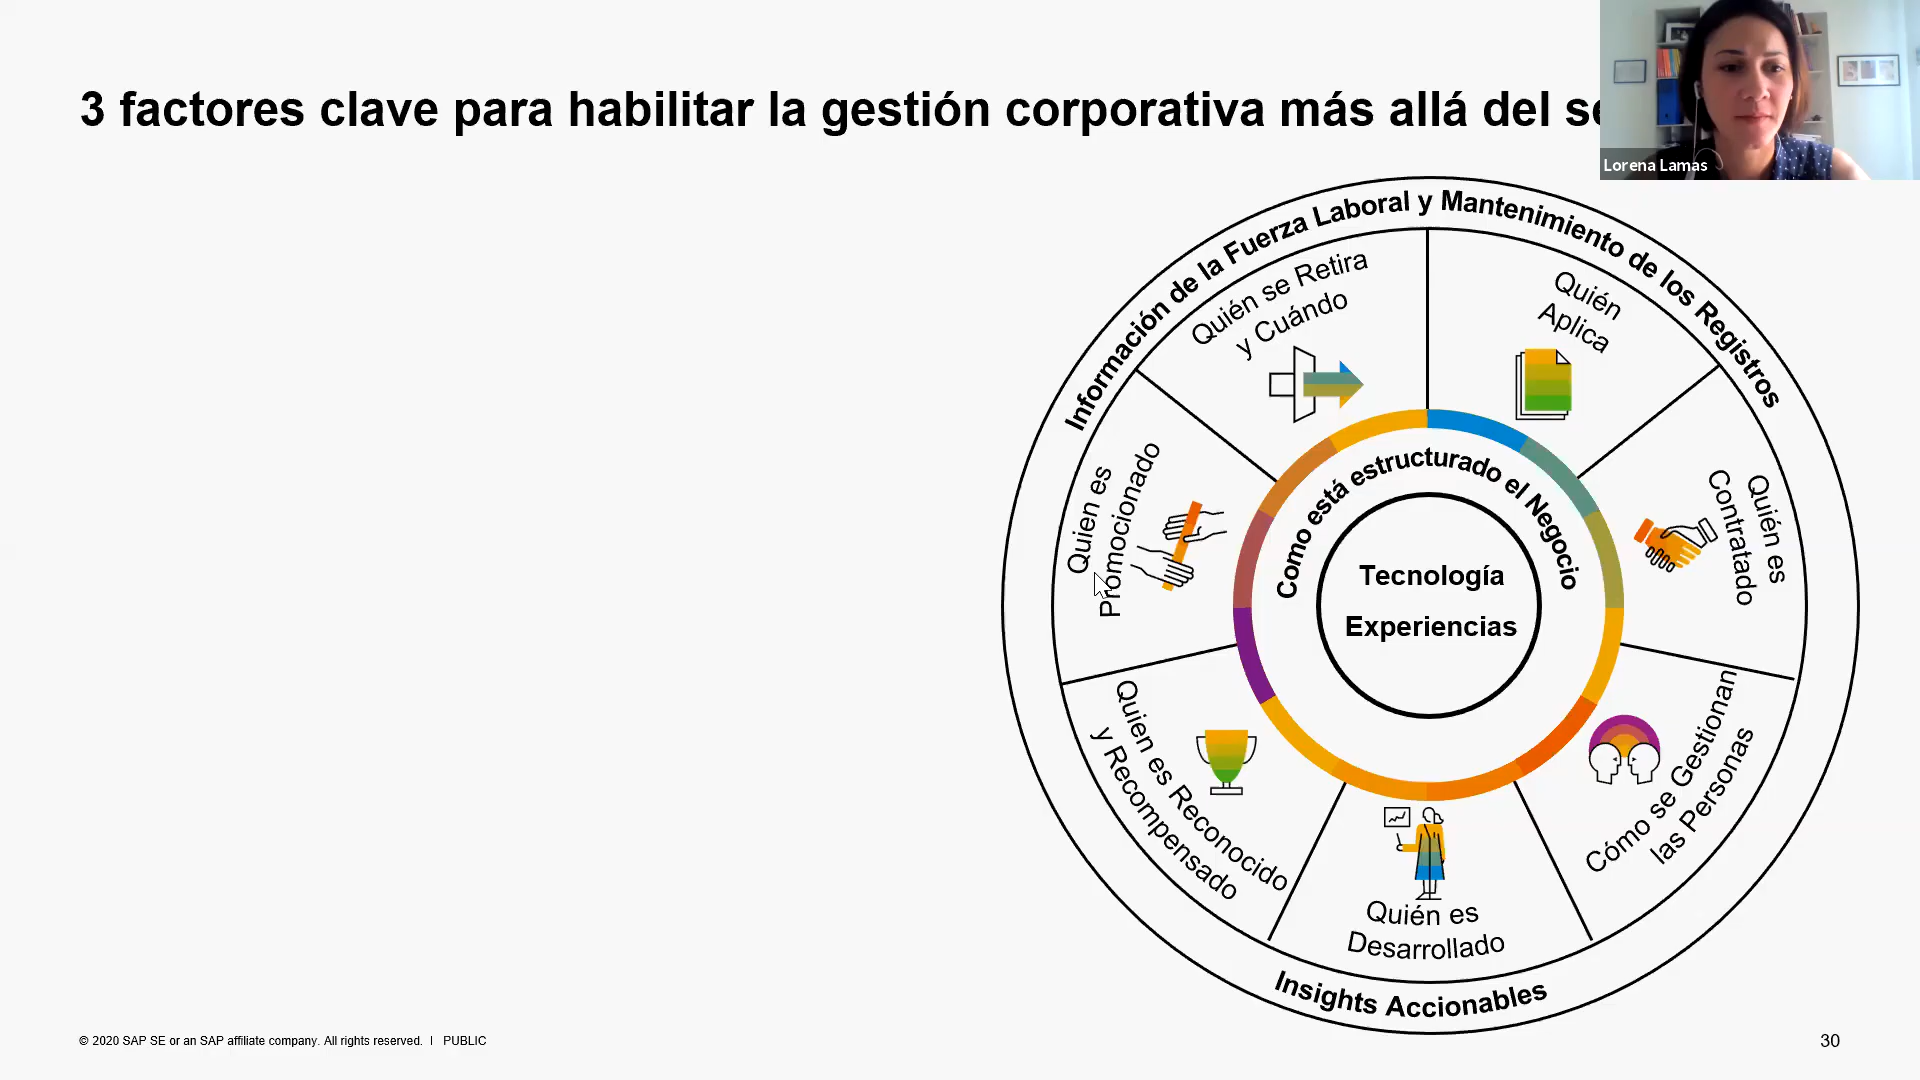 3 factores clave para habilitar la gestión corporativa más allá del
Lorena Lamas
Información de la Fuerza Laboral y Mantenimiento de los Registros
Quién se Retira
y Cuándo
Quién
Aplica
Quién es
Contratado
Cómo se Gestionan
las Personas
Quién es
Desarrollado
Quien es Reconocido
y Recompensado
Quien es
Promocionado
Como está estructurado el Negocio
Tecnología
Experiencias
Insights Accionables
© 2020 SAP SE or an SAP affiliate company. All rights reserved. I PUBLIC
30